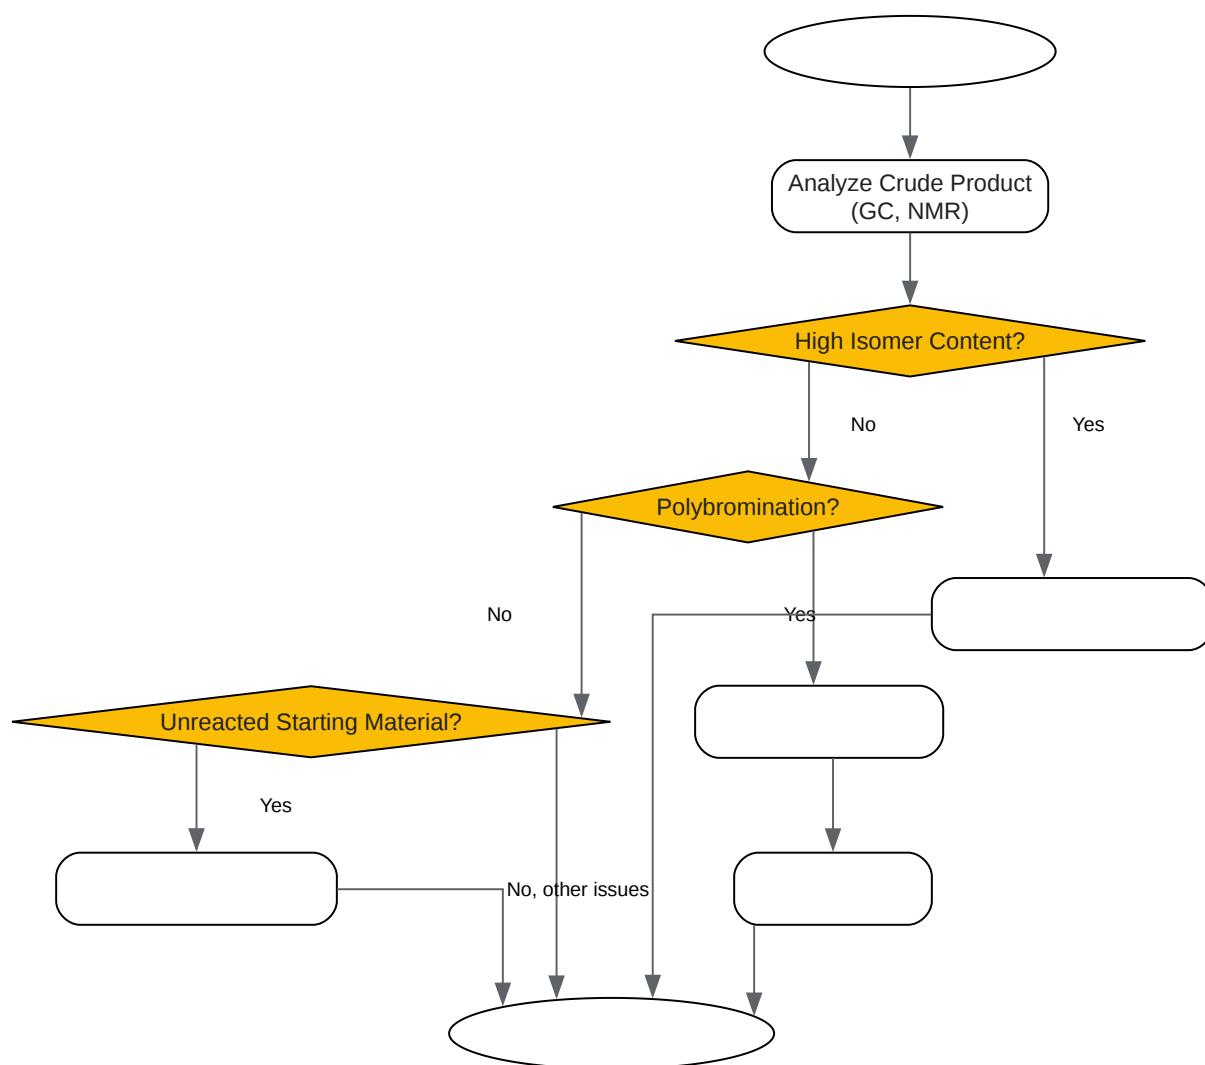 Analyze Crude Product
(GC, NMR)
High Isomer Content?
No
Yes
Polybromination?
No
Yes
Unreacted Starting Material?
Yes
No, other issues